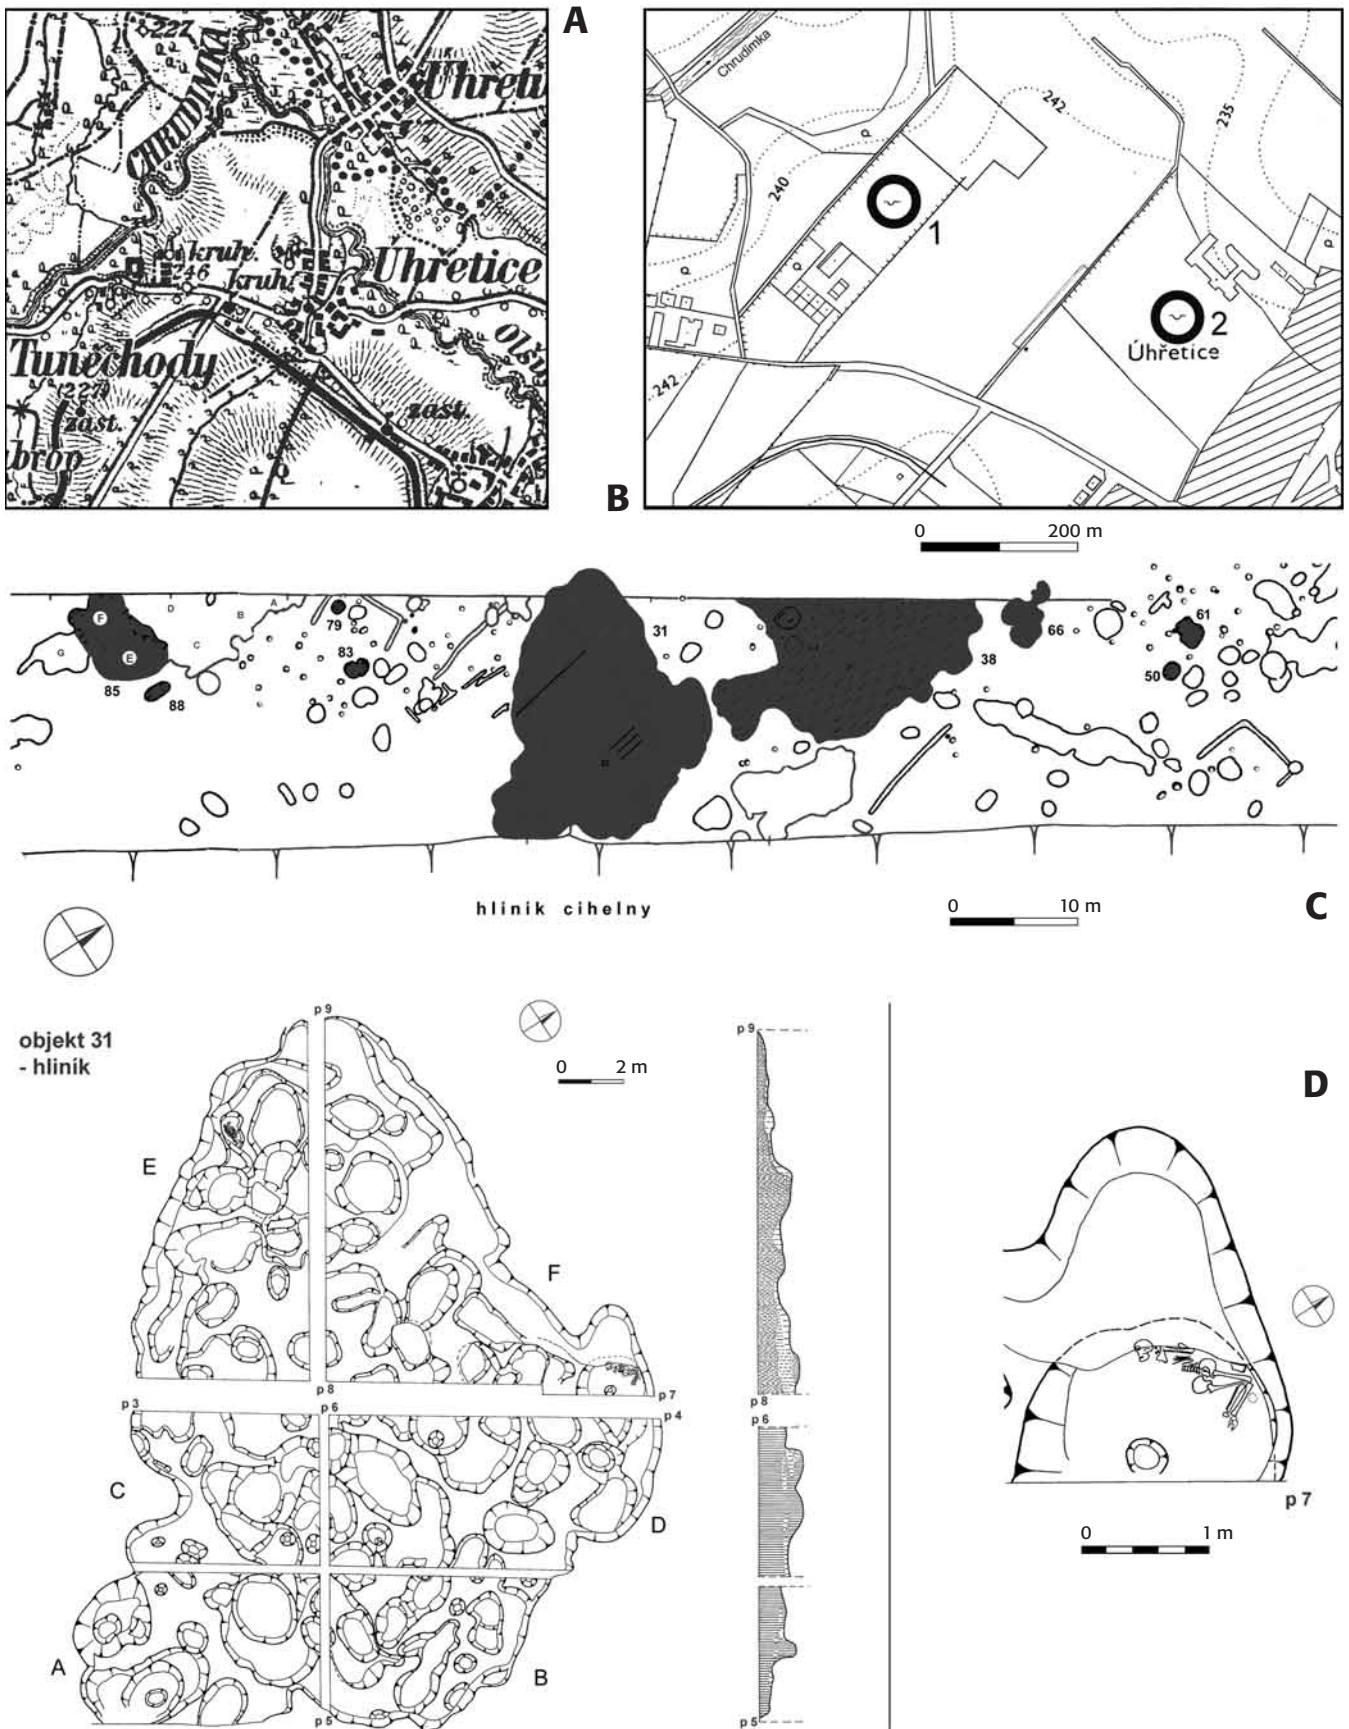 A
227
CHRUDIMKA
Úhřetic
kruh.
246
kruh.
Úhřetice
Tuněchody
(227)
zast.
zast.
B
Chrudimka
242
235
240
1
2
Úhřetice
242
0 200 m
F
D
B
A
C
G
E
79
83
85
88
31
38
66
61
50
hliník cihelny
0 10 m
C
objekt 31
- hliník
0 2 m
D
p 9
E
F
p 8
p 7
p 3
p 6
p 4
C
D
A
B
p 5
p 9
p 8
p 6
p 5
p 7
0 1 m